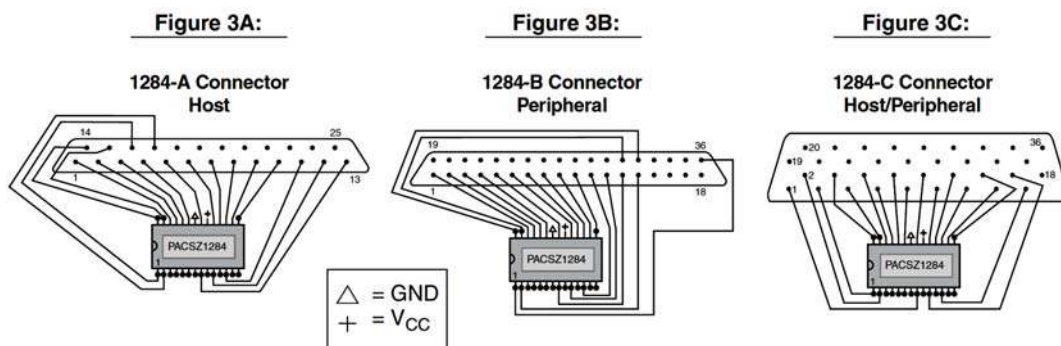 Figure 3A:
1284-A Connector
Host
14
25
1
13
PACSZ1284
1
Figure 3B:
1284-B Connector
Peripheral
19
36
1
18
PACSZ1284
1
Figure 3C:
1284-C Connector
Host/Peripheral
20
36
19
2
18
1
PACSZ1284
1
△ = GND
+ = VCC